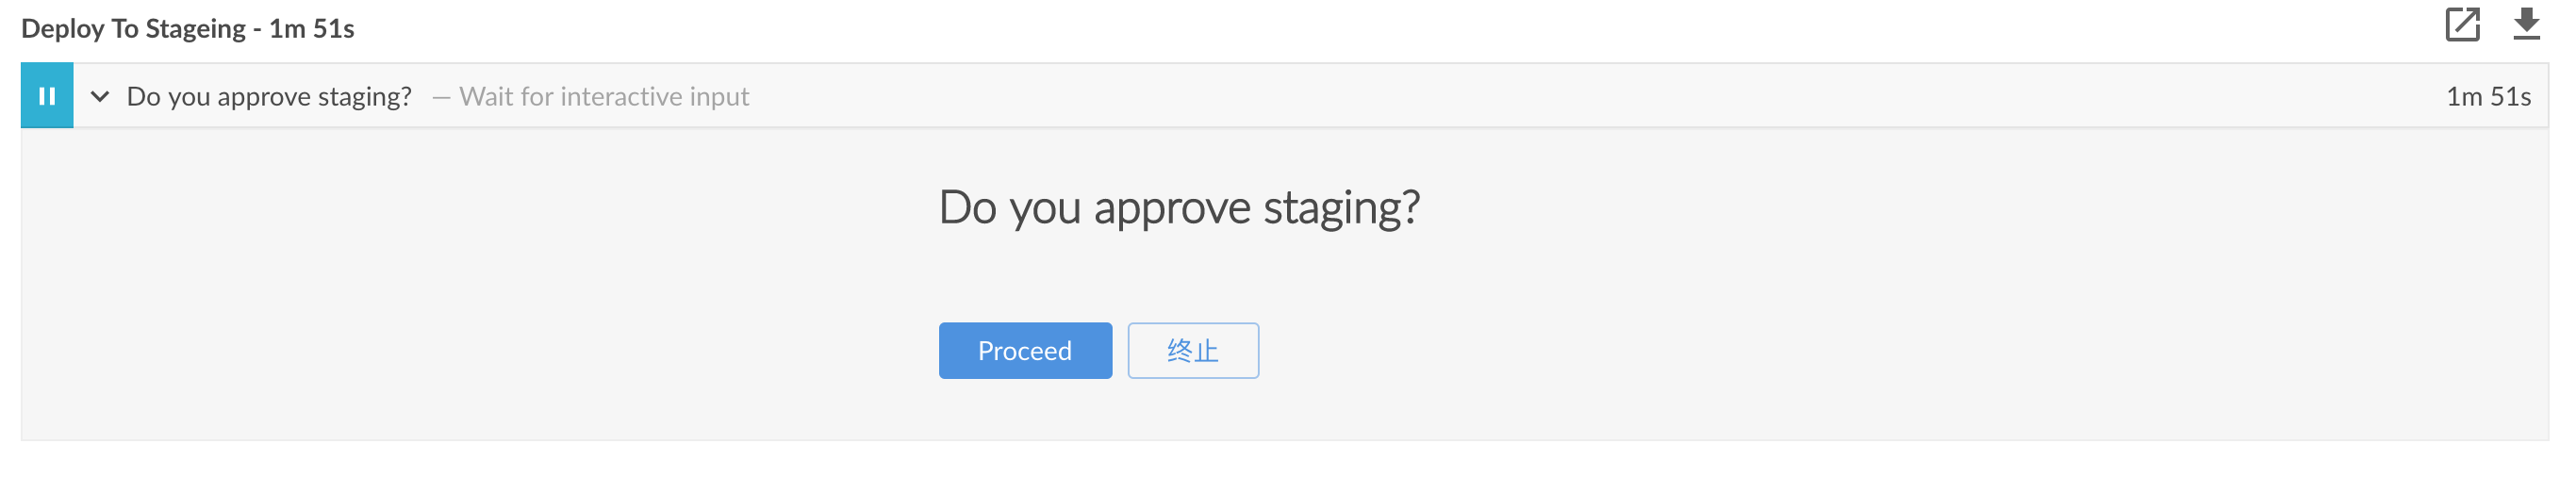 Deploy To Stageing - 1m 51s
Do you approve staging? — Wait for interactive input 1m 51s
Do you approve staging?
Proceed 终止